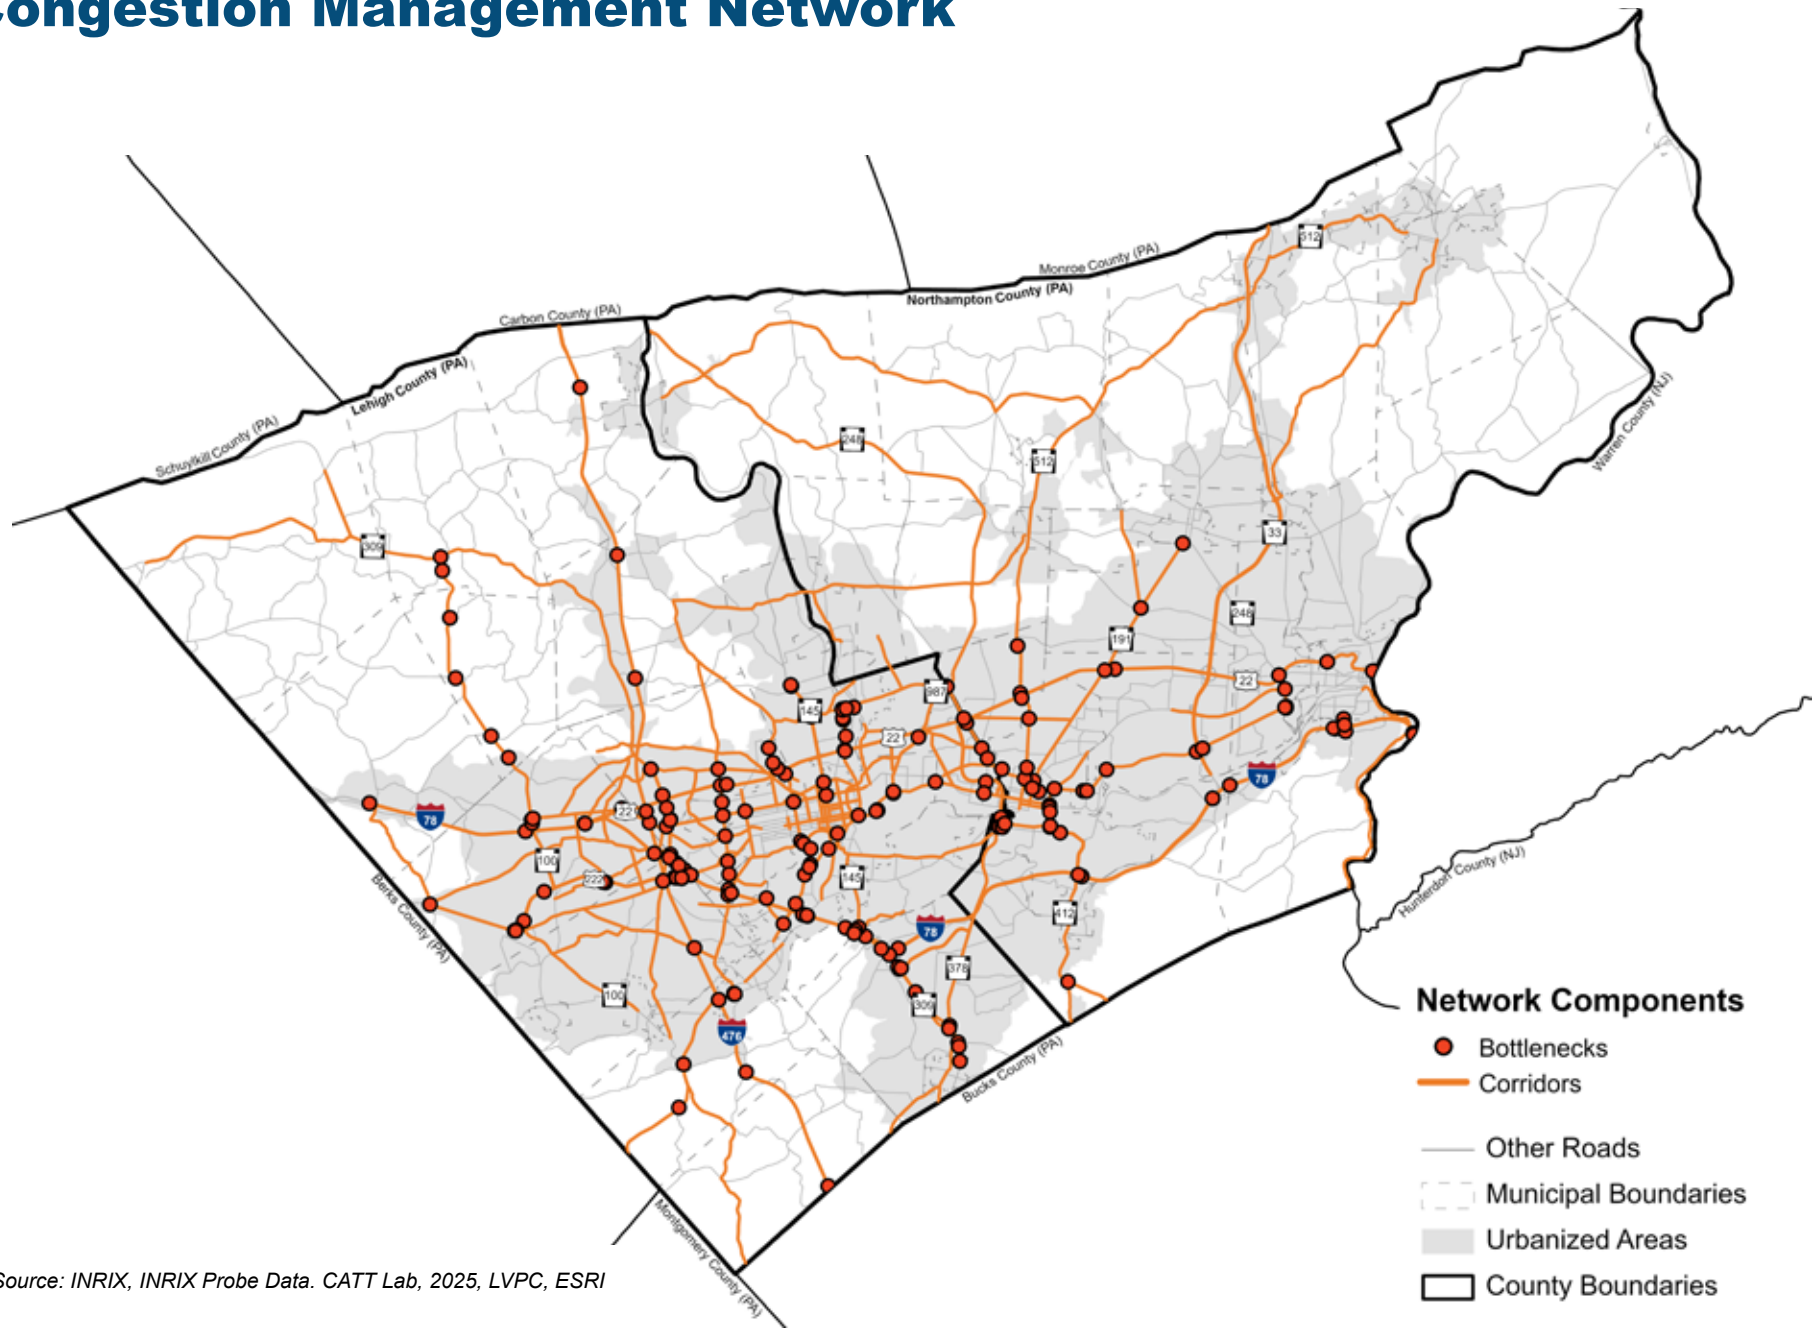 ongestion Management Network
512
Monroe County (PA)
Northampton County (PA)
Carbon County (PA)
Lehigh County (PA)
Schuylkill County (PA)
Warren County (NJ)
248
512
309
33
248
191
22
987
145
22
78
78
222
100
222
145
412
Hunterdon County (NJ)
Berks County (PA)
78
378
100
309
476
Bucks County (PA)
Montgomery County (PA)
Network Components
Bottlenecks
Corridors
Other Roads
Municipal Boundaries
Urbanized Areas
County Boundaries
Source: INRIX, INRIX Probe Data. CATT Lab, 2025, LVPC, ESRI